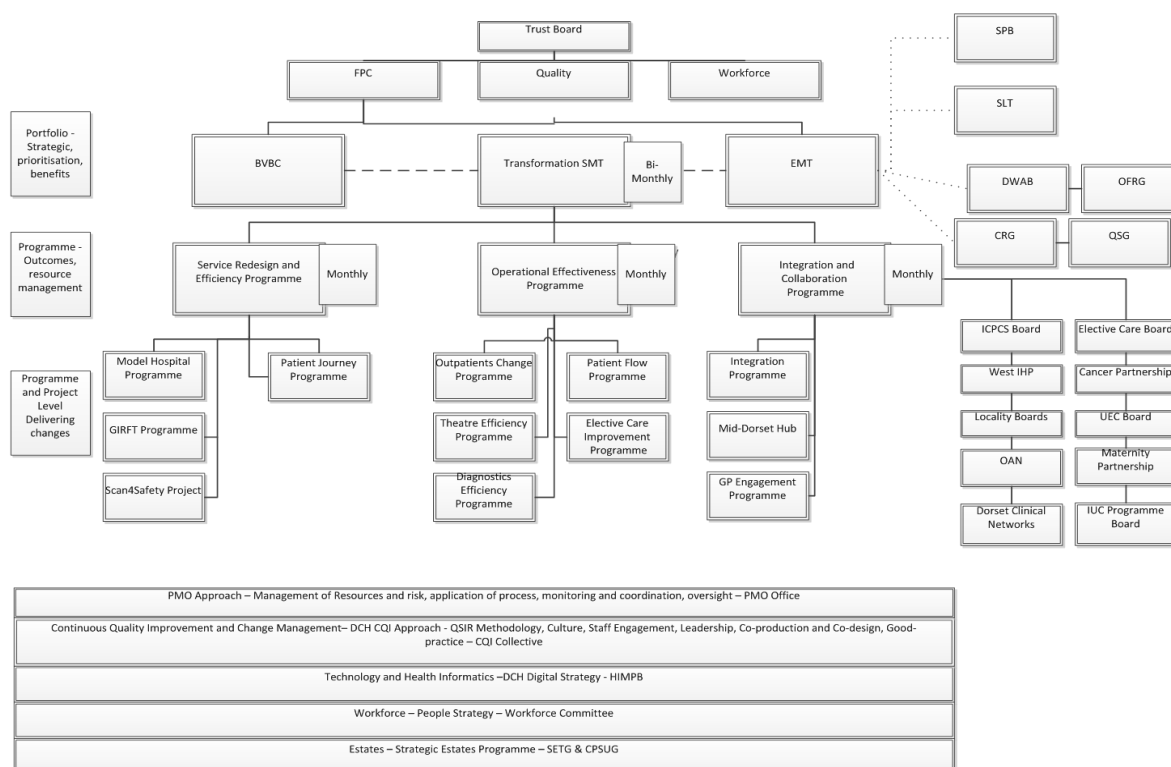 Trust Board
FPC
Quality
Workforce
SPB
SLT
Portfolio -
Strategic,
prioritisation,
benefits
BVBC
Transformation SMT
Bi-
Monthly
EMT
DWAB
OFRG
CRG
QSG
Programme -
Outcomes,
resource
management
Service Redesign and
Efficiency Programme
Monthly
Operational Effectiveness
Programme
Monthly
Integration and
Collaboration
Programme
Monthly
ICPCS Board
Elective Care Board
Programme
and Project
Level
Delivering
changes
Model Hospital
Programme
Patient Journey
Programme
Outpatients Change
Programme
Patient Flow
Programme
Integration
Programme
West IHP
Cancer Partnership
GIRFT Programme
Theatre Efficiency
Programme
Elective Care
Improvement
Programme
Mid-Dorset Hub
Locality Boards
UEC Board
Scan4Safety Project
Diagnostics
Efficiency
Programme
GP Engagement
Programme
OAN
Maternity
Partnership
Dorset Clinical
Networks
IUC Programme
Board
PMO Approach – Management of Resources and risk, application of process, monitoring and coordination, oversight – PMO Office
Continuous Quality Improvement and Change Management– DCH CQI Approach - QSIR Methodology, Culture, Staff Engagement, Leadership, Co-production and Co-design, Good-
practice – CQI Collective
Technology and Health Informatics –DCH Digital Strategy - HIMPB
Workforce – People Strategy – Workforce Committee
Estates – Strategic Estates Programme – SETG & CPSUG